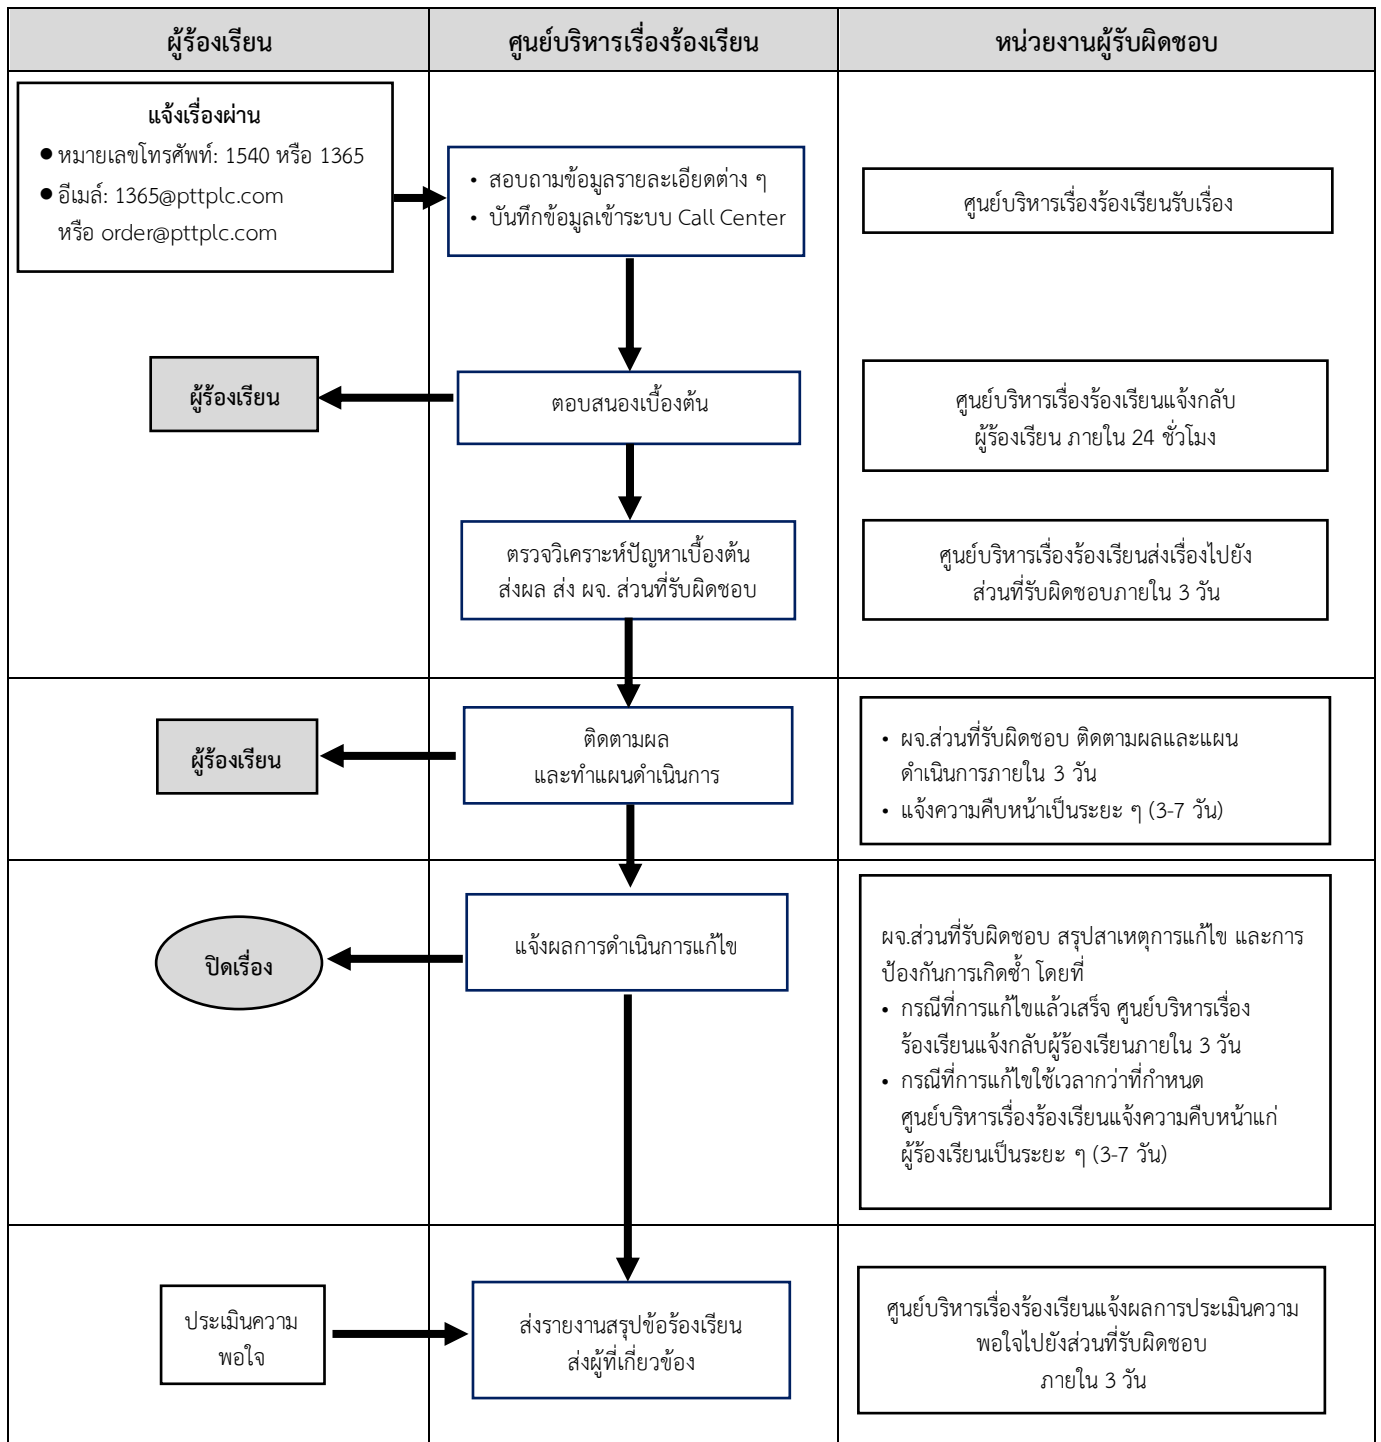 ผู้ร้องเรียน
ศูนย์บริหารเรื่องร้องเรียน
หน่วยงานผู้รับผิดชอบ
แจ้งเรื่องผ่าน
● หมายเลขโทรศัพท์: 1540 หรือ 1365
● อีเมล์: 1365@pttplc.com
หรือ order@pttplc.com
• สอบถามข้อมูลรายละเอียดต่าง ๆ
• บันทึกข้อมูลเข้าระบบ Call Center
ศูนย์บริหารเรื่องร้องเรียนรับเรื่อง
ผู้ร้องเรียน
ตอบสนองเบื้องต้น
ศูนย์บริหารเรื่องร้องเรียนแจ้งกลับ
ผู้ร้องเรียน ภายใน 24 ชั่วโมง
ตรวจวิเคราะห์ปัญหาเบื้องต้น
ส่งผล ส่ง ผจ. ส่วนที่รับผิดชอบ
ศูนย์บริหารเรื่องร้องเรียนส่งเรื่องไปยัง
ส่วนที่รับผิดชอบภายใน 3 วัน
ผู้ร้องเรียน
ติดตามผล
และทำแผนดำเนินการ
• ผจ.ส่วนที่รับผิดชอบ ติดตามผลและแผน
ดำเนินการภายใน 3 วัน
• แจ้งความคืบหน้าเป็นระยะ ๆ (3-7 วัน)
ปิดเรื่อง
แจ้งผลการดำเนินการแก้ไข
ผจ.ส่วนที่รับผิดชอบ สรุปสาเหตุการแก้ไข และการ
ป้องกันการเกิดซ้ำ โดยที่
• กรณีที่การแก้ไขแล้วเสร็จ ศูนย์บริหารเรื่อง
ร้องเรียนแจ้งกลับผู้ร้องเรียนภายใน 3 วัน
• กรณีที่การแก้ไขใช้เวลากว่าที่กำหนด
ศูนย์บริหารเรื่องร้องเรียนแจ้งความคืบหน้าแก่
ผู้ร้องเรียนเป็นระยะ ๆ (3-7 วัน)
ประเมินความ
พอใจ
ส่งรายงานสรุปข้อร้องเรียน
ส่งผู้ที่เกี่ยวข้อง
ศูนย์บริหารเรื่องร้องเรียนแจ้งผลการประเมินความ
พอใจไปยังส่วนที่รับผิดชอบ
ภายใน 3 วัน